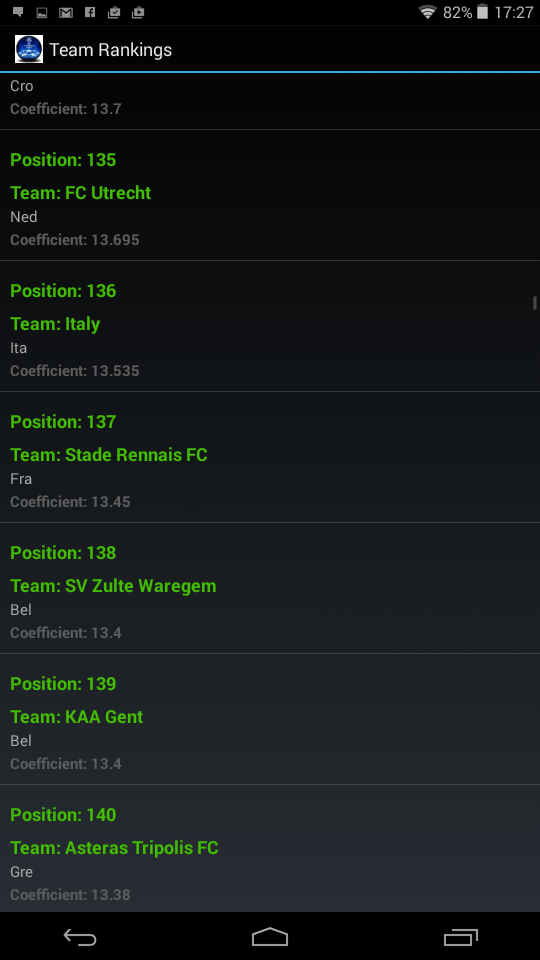 82% 17:27
Team Rankings
Cro
Coefficient: 13.7
Position: 135
Team: FC Utrecht
Ned
Coefficient: 13.695
Position: 136
Team: Italy
Ita
Coefficient: 13.535
Position: 137
Team: Stade Rennais FC
Fra
Coefficient: 13.45
Position: 138
Team: SV Zulte Waregem
Bel
Coefficient: 13.4
Position: 139
Team: KAA Gent
Bel
Coefficient: 13.4
Position: 140
Team: Asteras Tripolis FC
Gre
Coefficient: 13.38